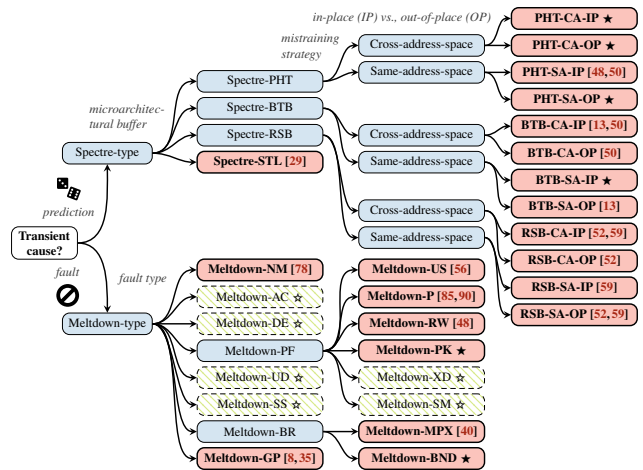 in-place (IP) vs., out-of-place (OP)
mistraining
strategy
microarchitec-
tural buffer
prediction
Transient
cause?
fault
fault type
Spectre-type
Meltdown-type
Spectre-PHT
Spectre-BTB
Spectre-RSB
Spectre-STL [29]
Cross-address-space
Same-address-space
Cross-address-space
Same-address-space
Cross-address-space
Same-address-space
PHT-CA-IP ★
PHT-CA-OP ★
PHT-SA-IP [48,50]
PHT-SA-OP ★
BTB-CA-IP [13,50]
BTB-CA-OP [50]
BTB-SA-IP ★
BTB-SA-OP [13]
RSB-CA-IP [52,59]
RSB-CA-OP [52]
RSB-SA-IP [59]
RSB-SA-OP [52,59]
Meltdown-NM [78]
Meltdown-AC ☆
Meltdown-DE ☆
Meltdown-PF
Meltdown-UD ☆
Meltdown-SS ☆
Meltdown-BR
Meltdown-GP [8,35]
Meltdown-US [56]
Meltdown-P [85,90]
Meltdown-RW [48]
Meltdown-PK ★
Meltdown-XD ☆
Meltdown-SM ☆
Meltdown-MPX [40]
Meltdown-BND ★